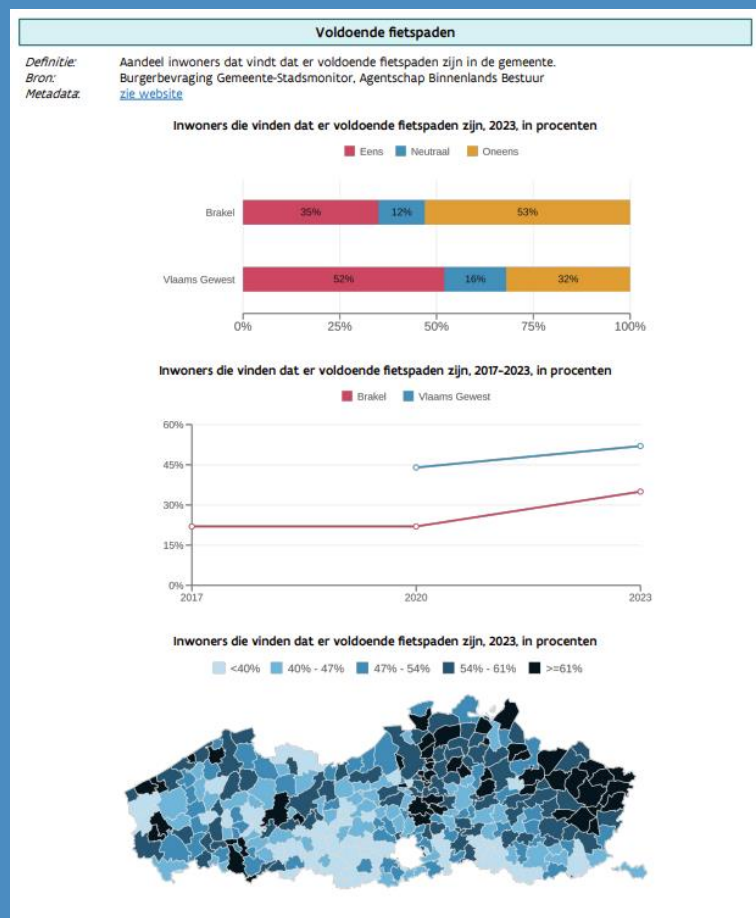 Voldoende fietspaden
Definitie: Aandeel inwoners dat vindt dat er voldoende fietspaden zijn in de gemeente.
Bron: Burgerbevraging Gemeente-Stadsmonitor, Agentschap Binnenlands Bestuur
Metadata: zie website
Inwoners die vinden dat er voldoende fietspaden zijn, 2023, in procenten
Eens Neutraal Oneens
Brakel 35% 12% 53%
Vlaams Gewest 52% 16% 32%
0% 25% 50% 75% 100%
Inwoners die vinden dat er voldoende fietspaden zijn, 2017-2023, in procenten
Brakel Vlaams Gewest
60%
45%
30%
15%
0%
2017 2020 2023
Inwoners die vinden dat er voldoende fietspaden zijn, 2023, in procenten
<40% 40% - 47% 47% - 54% 54% - 61% >=61%